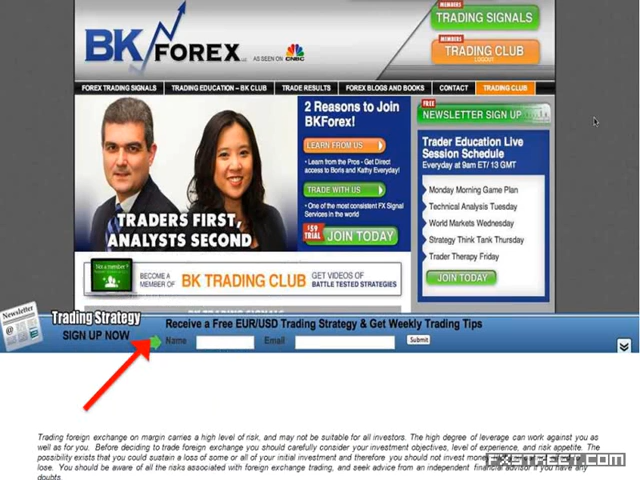 MEMBERS
TRADING SIGNALS
BK FOREX LLC
AS SEEN ON CNBC
MEMBERS
TRADING CLUB
LOGOUT
FOREX TRADING SIGNALS
TRADING EDUCATION – BK CLUB
TRADE RESULTS
FOREX BLOGS AND BOOKS
CONTACT
TRADING CLUB
2 Reasons to Join
BKForex!
LEARN FROM US
• Learn from the Pros - Get Direct
access to Boris and Kathy Everyday!
TRADE WITH US
• One of the most consistent FX Signal
Services in the world
$59
TRIAL
JOIN TODAY
TRADERS FIRST,
ANALYSTS SECOND
FREE
NEWSLETTER SIGN UP
Trader Education Live
Session Schedule
Everyday at 9am ET/ 13 GMT
Monday Morning Game Plan
Technical Analysis Tuesday
World Markets Wednesday
Strategy Think Tank Thursday
Trader Therapy Friday
JOIN TODAY
Not a member ?
BECOME A
MEMBER OF
BK TRADING CLUB
GET VIDEOS OF
BATTLE TESTED STRATEGIES
BK TRADING SIGNALS
Newsletter
Trading Strategy
SIGN UP NOW
Receive a Free EUR/USD Trading Strategy & Get Weekly Trading Tips
Name
Email
Submit
Trading foreign exchange on margin carries a high level of risk, and may not be suitable for all investors. The high degree of leverage can work against you as
well as for you. Before deciding to trade foreign exchange you should carefully consider your investment objectives, level of experience, and risk appetite. The
possibility exists that you could sustain a loss of some or all of your initial investment and therefore you should not invest
lose. You should be aware of all the risks associated with foreign exchange trading, and seek advice from an independent financial advisor if you have any
doubts.
FXSTREET.COM